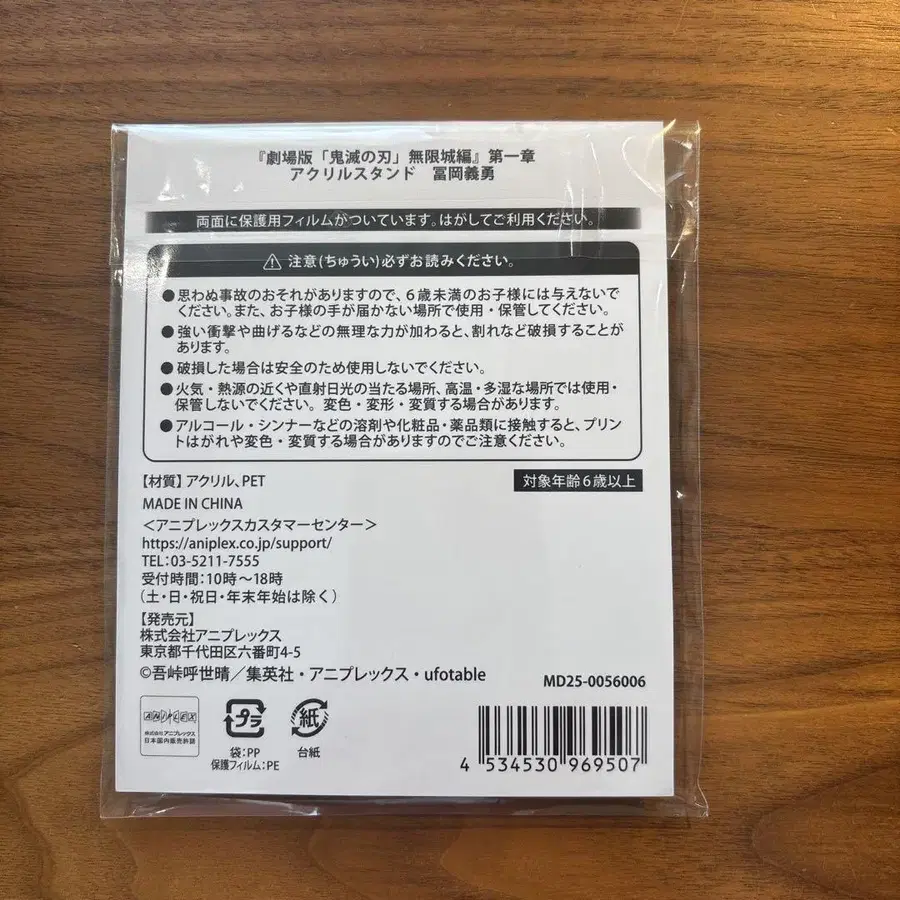 『劇場版「鬼滅の刃」無限城編』第一章
アクリルスタンド 冨岡義勇
両面に保護用フィルムがついています。はがしてご利用ください。
注意(ちゅうい)必ずお読みください。
●思わぬ事故のおそれがありますので、6歳未満のお子様には与えないで
ください。また、お子様の手が届かない場所で使用・保管してください。
●強い衝撃や曲げるなどの無理な力が加わると、割れなど破損することが
あります。
●破損した場合は安全のため使用しないでください。
●火気・熱源の近くや直射日光の当たる場所、高温・多湿な場所では使用・
保管しないでください。変色・変形・変質する場合があります。
●アルコール・シンナーなどの溶剤や化粧品・薬品類に接触すると、プリン
トはがれや変色・変質する場合がありますのでご注意ください。
【材質】アクリル、PET
対象年齢6歳以上
MADE IN CHINA
<アニプレックスカスタマーセンター>
https://aniplex.co.jp/support/
TEL:03-5211-7555
受付時間:10時～18時
(土・日・祝日・年末年始は除く)
【発売元】
株式会社アニプレックス
東京都千代田区六番町4-5
©吾峠呼世晴／集英社・アニプレックス・ufotable
MD25-0056006
ANIPLEX
株式会社アニプレックス
日本国内販売許諾
プラ
袋:PP
保護フィルム:PE
紙
台紙
4 534530 969507